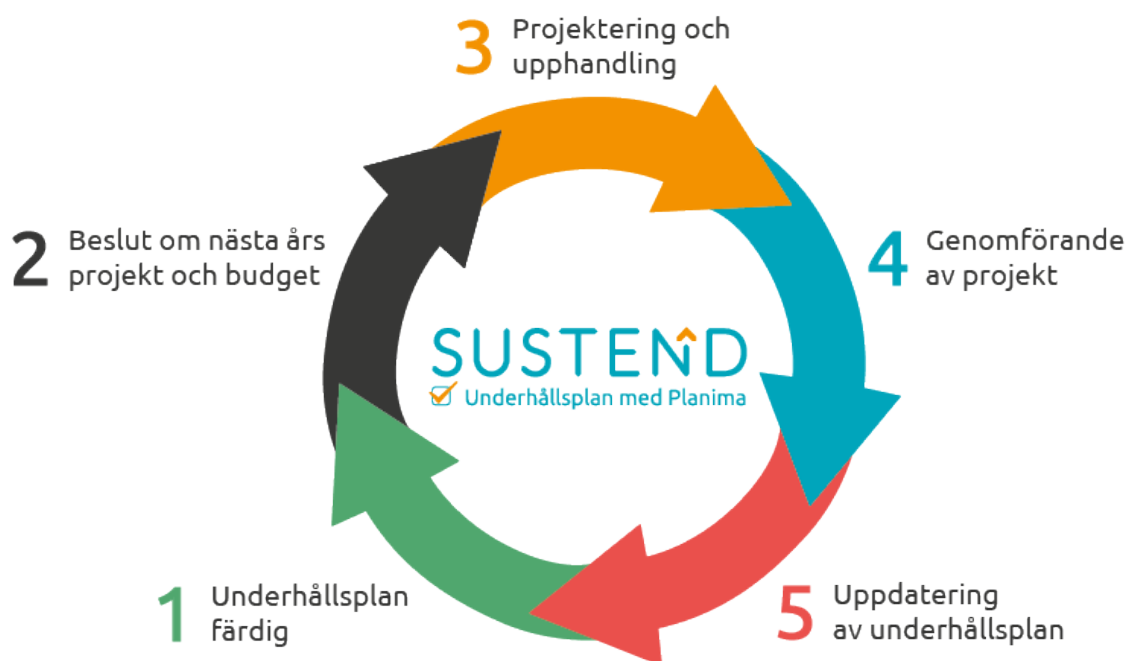 3 Projektering och
upphandling
2 Beslut om nästa års
projekt och budget
4 Genomförande
av projekt
SUSTEND
Underhållsplan med Planima
1 Underhållsplan
färdig
5 Uppdatering
av underhållsplan